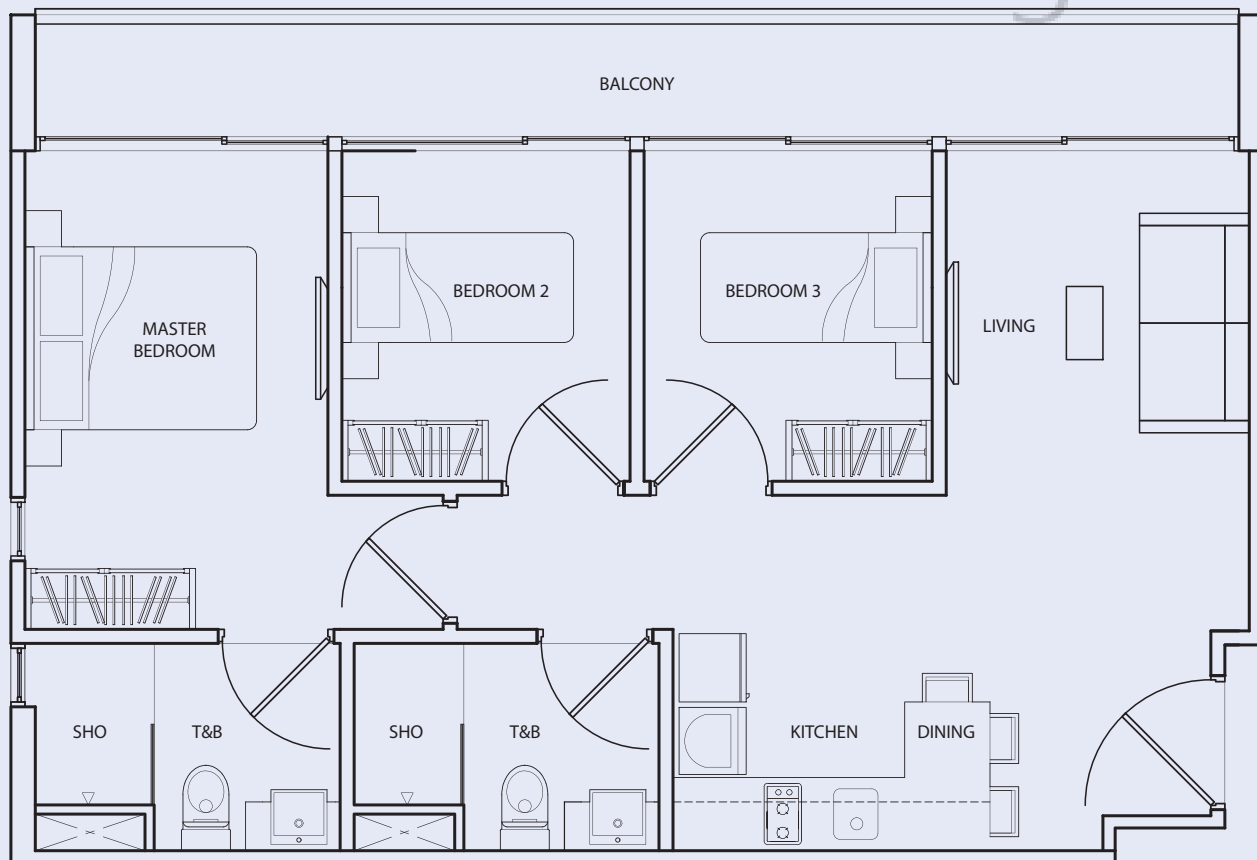 BALCONY
MASTER
BEDROOM
BEDROOM 2
BEDROOM 3
LIVING
SHO
T&B
SHO
T&B
KITCHEN
DINING